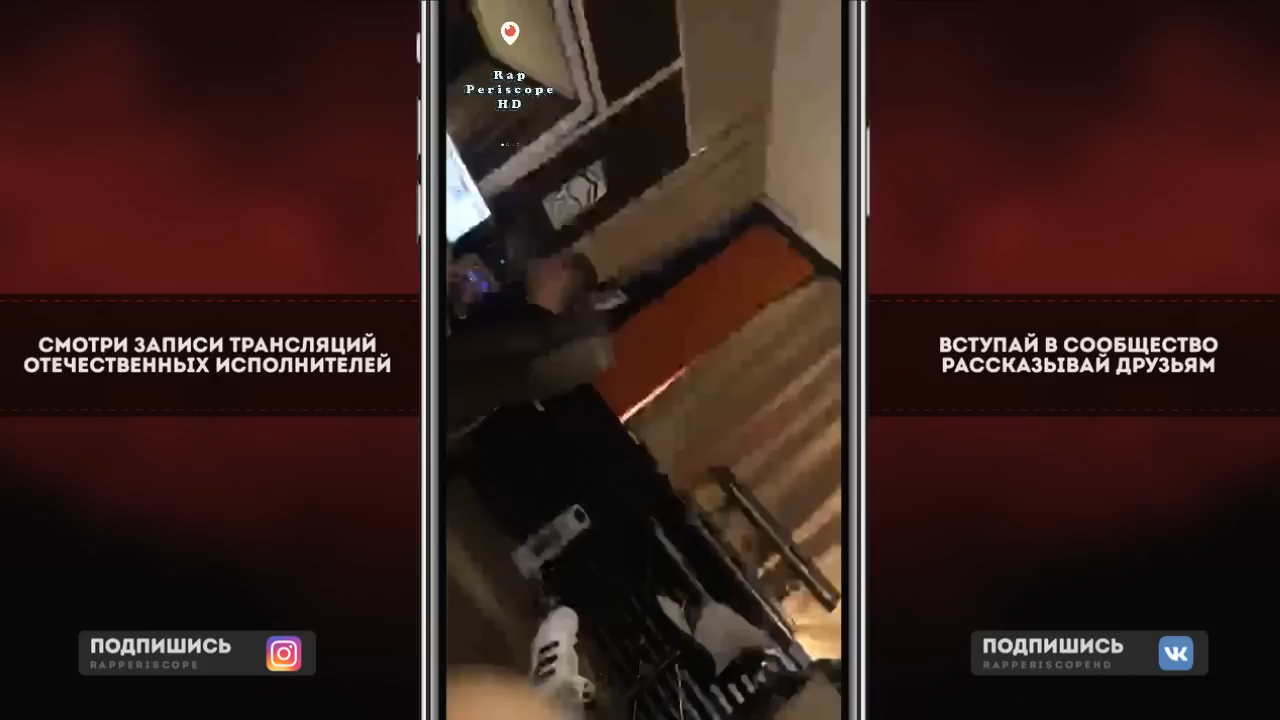 Rap
Periscope
HD
СМОТРИ ЗАПИСИ ТРАНСЛЯЦИЙ
ОТЕЧЕСТВЕННЫХ ИСПОЛНИТЕЛЕЙ
ВСТУПАЙ В СООБЩЕСТВО
РАССКАЗЫВАЙ ДРУЗЬЯМ
ПОДПИШИСЬ
RAPPERISCOPE
ПОДПИШИСЬ
RAPPERISCOPEHD